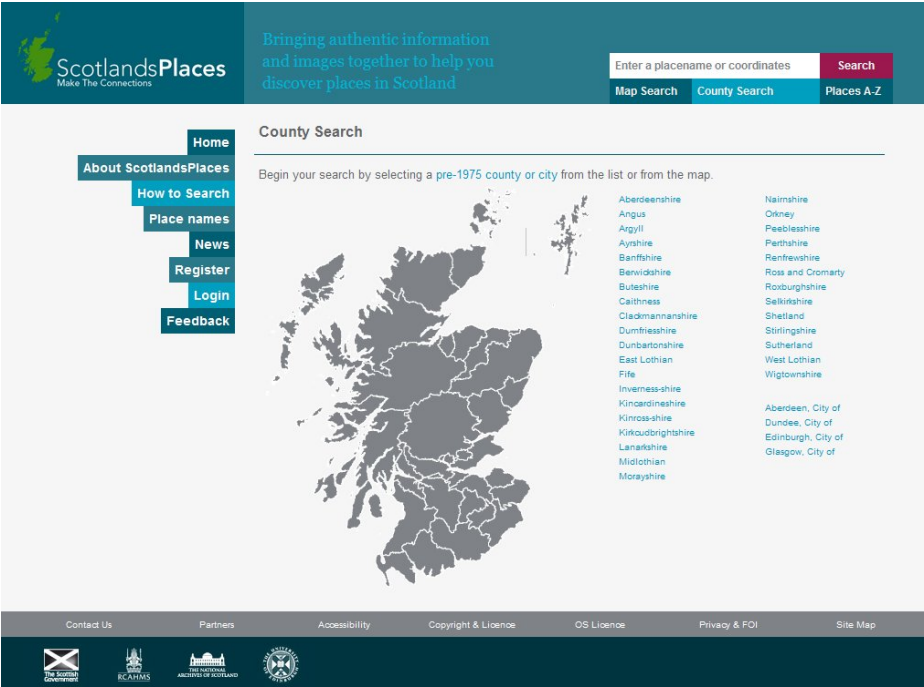 ScotlandsPlaces
Make The Connections
Bringing authentic information
and images together to help you
discover places in Scotland
Enter a placename or coordinates
Search
Map Search
County Search
Places A-Z
Home
About ScotlandsPlaces
How to Search
Place names
News
Register
Login
Feedback
County Search
Begin your search by selecting a pre-1975 county or city from the list or from the map.
Aberdeenshire
Angus
Argyll
Ayrshire
Banffshire
Berwickshire
Buteshire
Caithness
Clackmannanshire
Dumfriesshire
Dunbartonshire
East Lothian
Fife
Inverness-shire
Kincardineshire
Kinross-shire
Kirkcudbrightshire
Lanarkshire
Midlothian
Morayshire
Nairnshire
Orkney
Peeblesshire
Perthshire
Renfrewshire
Ross and Cromarty
Roxburghshire
Selkirkshire
Shetland
Stirlingshire
Sutherland
West Lothian
Wigtownshire
Aberdeen, City of
Dundee, City of
Edinburgh, City of
Glasgow, City of
Contact Us
Partners
Accessibility
Copyright & Licence
OS Licence
Privacy & FOI
Site Map
The Scottish
Government
RCAHMS
THE NATIONAL
ARCHIVES OF SCOTLAND